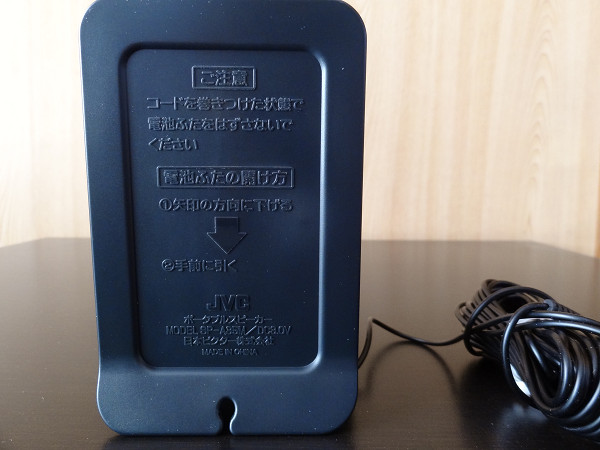 ご注意
コードを巻きつけた状態で
電池ふたをはずさないで
ください
電池ふたの開け方
①矢印の方向に下げる
②手前に引く
JVC
ポータブルスピーカー
MODEL SP-A85M/DC3.0V
日本ビクター株式会社
MADE IN CHINA